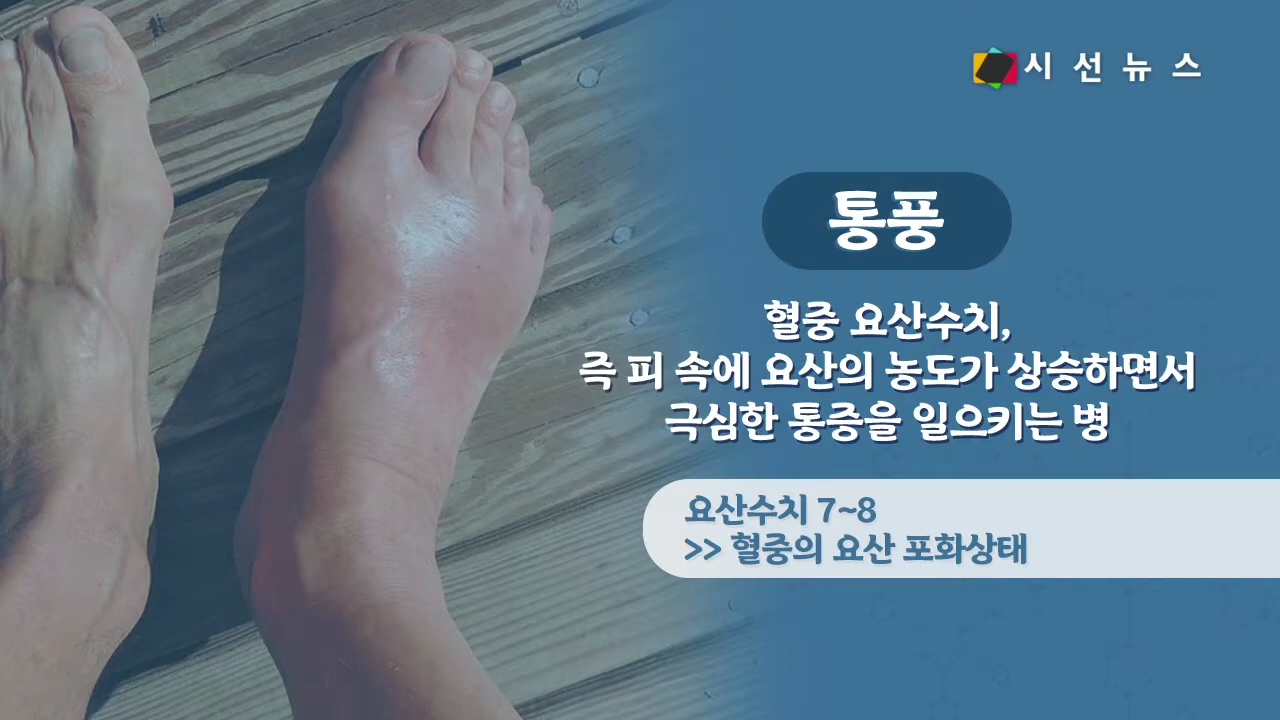 시선뉴스
통풍
혈중 요산수치,
즉 피 속에 요산의 농도가 상승하면서
극심한 통증을 일으키는 병
요산수치 7~8
>> 혈중의 요산 포화상태